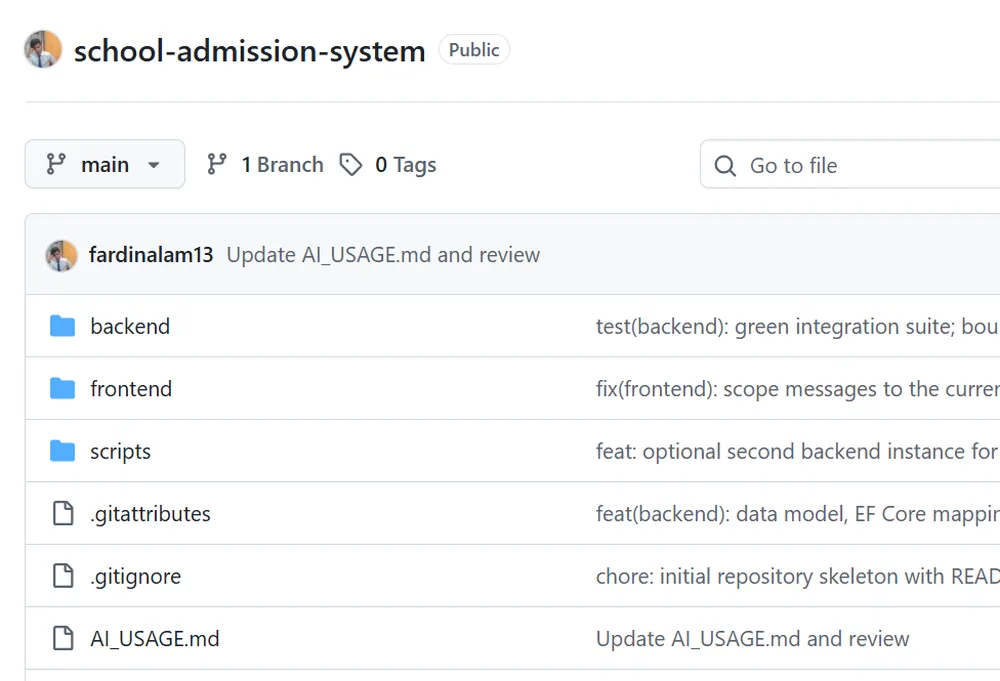 school-admission-system Public
main 1 Branch 0 Tags Go to file
fardinalam13 Update AI_USAGE.md and review
backend test(backend): green integration suite; bou
frontend fix(frontend): scope messages to the curren
scripts feat: optional second backend instance for
.gitattributes feat(backend): data model, EF Core mappin
.gitignore chore: initial repository skeleton with READ
AI_USAGE.md Update AI_USAGE.md and review